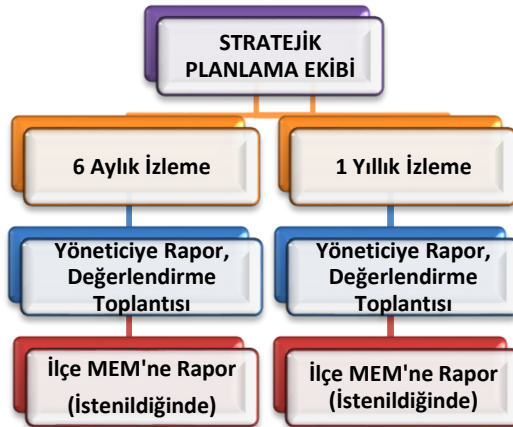 STRATEJİK
PLANLAMA EKİBİ
6 Aylık İzleme
1 Yıllık İzleme
Yöneticiye Rapor,
Değerlendirme
Toplantısı
Yöneticiye Rapor,
Değerlendirme
Toplantısı
İlçe MEM'ne Rapor
(İstenildiğinde)
İlçe MEM'ne Rapor
(İstenildiğinde)